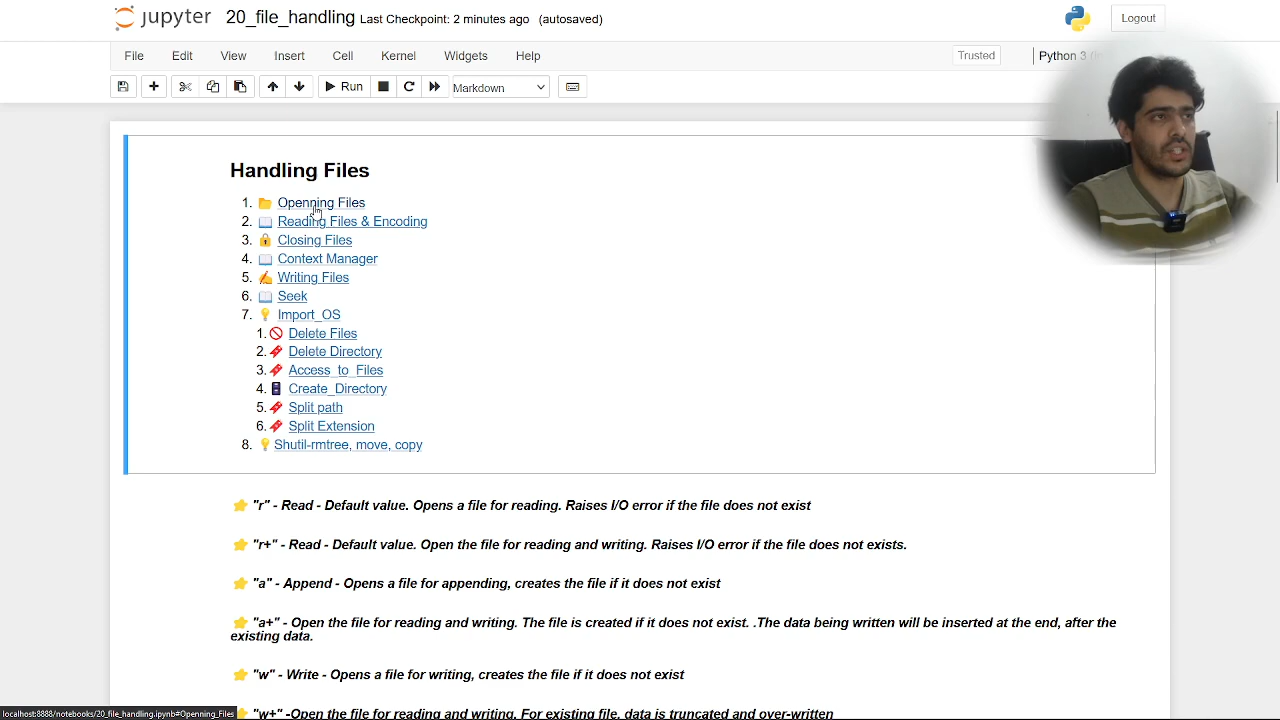 jupyter 20_file_handling Last Checkpoint: 2 minutes ago (autosaved)
Logout
File Edit View Insert Cell Kernel Widgets Help
Trusted
Python 3
Run
Markdown
Handling Files
1. Openning Files
2. Reading Files & Encoding
3. Closing Files
4. Context Manager
5. Writing Files
6. Seek
7. Import_OS
1. Delete Files
2. Delete Directory
3. Access_to_Files
4. Create_Directory
5. Split path
6. Split Extension
8. Shutil-rmtree, move, copy
"r" - Read - Default value. Opens a file for reading. Raises I/O error if the file does not exist
"r+" - Read - Default value. Open the file for reading and writing. Raises I/O error if the file does not exists.
"a" - Append - Opens a file for appending, creates the file if it does not exist
"a+" - Open the file for reading and writing. The file is created if it does not exist. .The data being written will be inserted at the end, after the
existing data.
"w" - Write - Opens a file for writing, creates the file if it does not exist
"w+" -Open the file for reading and writing. For existing file, data is truncated and over-written
localhost:8888/notebooks/20_file_handling.ipynb#Openning_Files